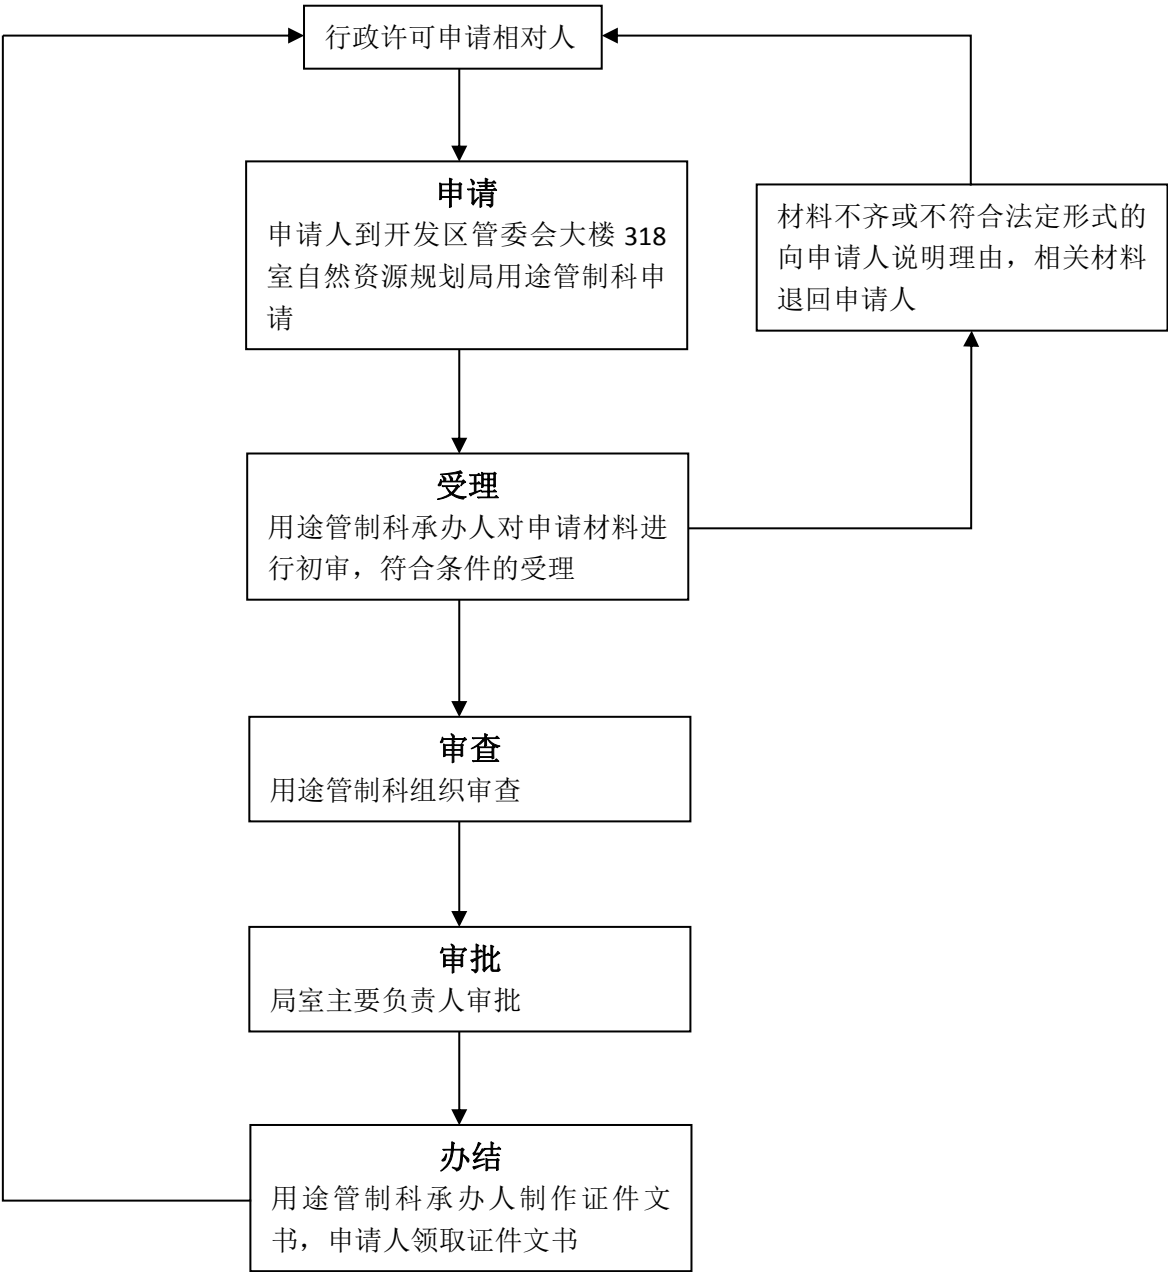 行政许可申请相对人
申请
申请人到开发区管委会大楼 318
室自然资源规划局用途管制科申
请
材料不齐或不符合法定形式的
向申请人说明理由，相关材料
退回申请人
受理
用途管制科承办人对申请材料进
行初审，符合条件的受理
审查
用途管制科组织审查
审批
局室主要负责人审批
办结
用途管制科承办人制作证件文
书，申请人领取证件文书